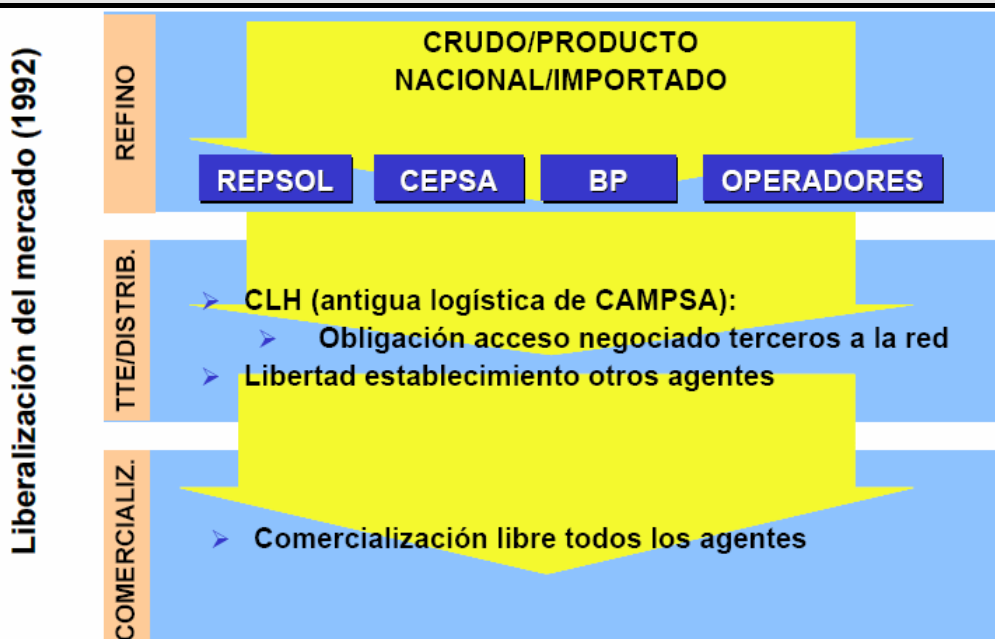 Liberalización del mercado (1992)
REFINO
CRUDO/PRODUCTO
NACIONAL/IMPORTADO
REPSOL
CEPSA
BP
OPERADORES
TTE/DISTRIB.
CLH (antigua logística de CAMPSA):
Obligación acceso negociado terceros a la red
Libertad establecimiento otros agentes
COMERCIALIZ.
Comercialización libre todos los agentes